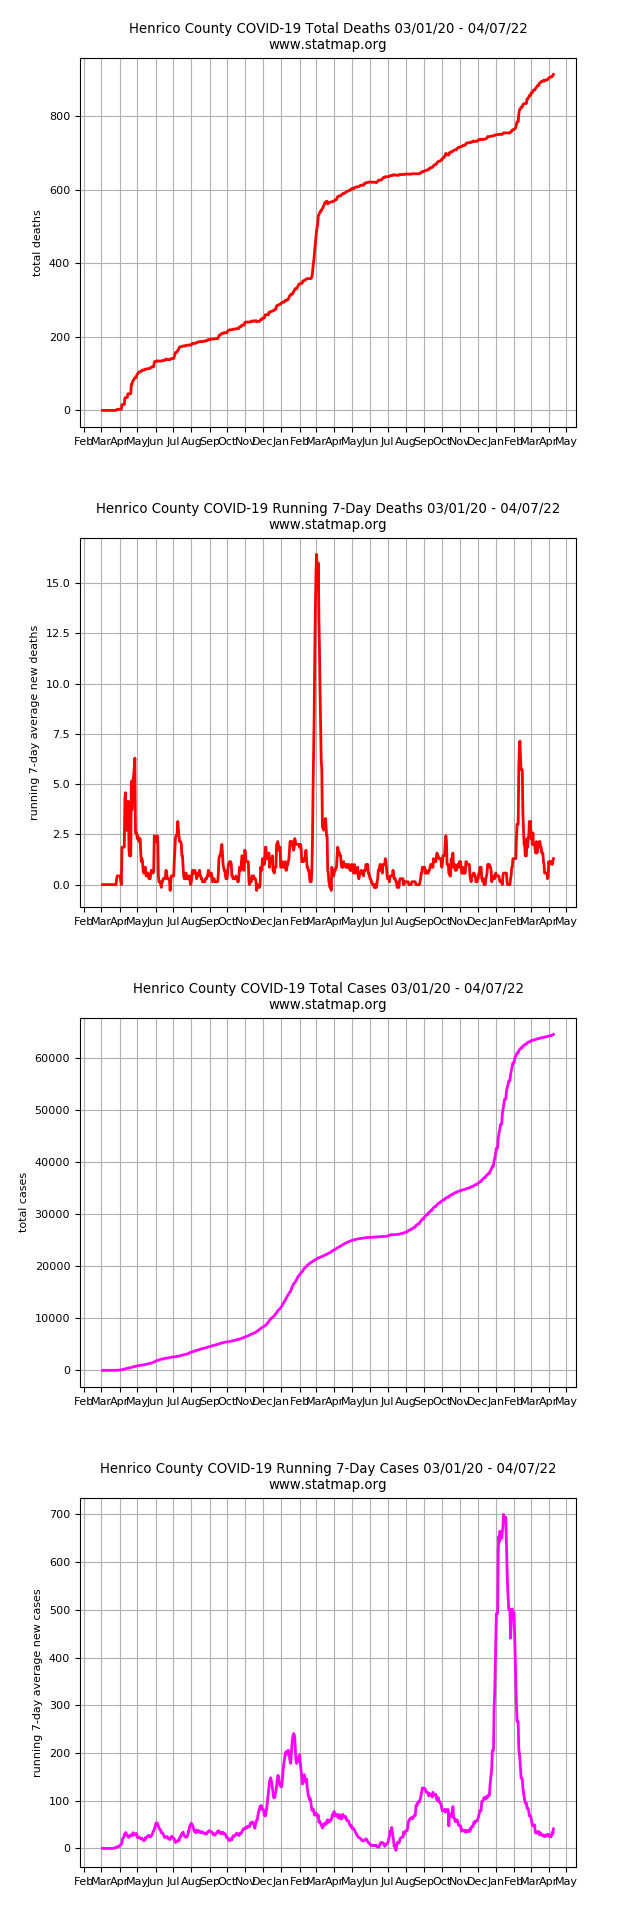 Henrico County COVID-19 Total Deaths 03/01/20 - 04/07/22
www.statmap.org
800
600
400
200
0
total deaths
Feb Mar Apr May Jun Jul Aug Sep Oct Nov Dec Jan Feb Mar Apr May Jun Jul Aug Sep Oct Nov Dec Jan Feb Mar Apr May
Henrico County COVID-19 Running 7-Day Deaths 03/01/20 - 04/07/22
www.statmap.org
15.0
12.5
10.0
7.5
5.0
2.5
0.0
running 7-day average new deaths
Feb Mar Apr May Jun Jul Aug Sep Oct Nov Dec Jan Feb Mar Apr May Jun Jul Aug Sep Oct Nov Dec Jan Feb Mar Apr May
Henrico County COVID-19 Total Cases 03/01/20 - 04/07/22
www.statmap.org
60000
50000
40000
30000
20000
10000
0
total cases
Feb Mar Apr May Jun Jul Aug Sep Oct Nov Dec Jan Feb Mar Apr May Jun Jul Aug Sep Oct Nov Dec Jan Feb Mar Apr May
Henrico County COVID-19 Running 7-Day Cases 03/01/20 - 04/07/22
www.statmap.org
700
600
500
400
300
200
100
0
running 7-day average new cases
Feb Mar Apr May Jun Jul Aug Sep Oct Nov Dec Jan Feb Mar Apr May Jun Jul Aug Sep Oct Nov Dec Jan Feb Mar Apr May